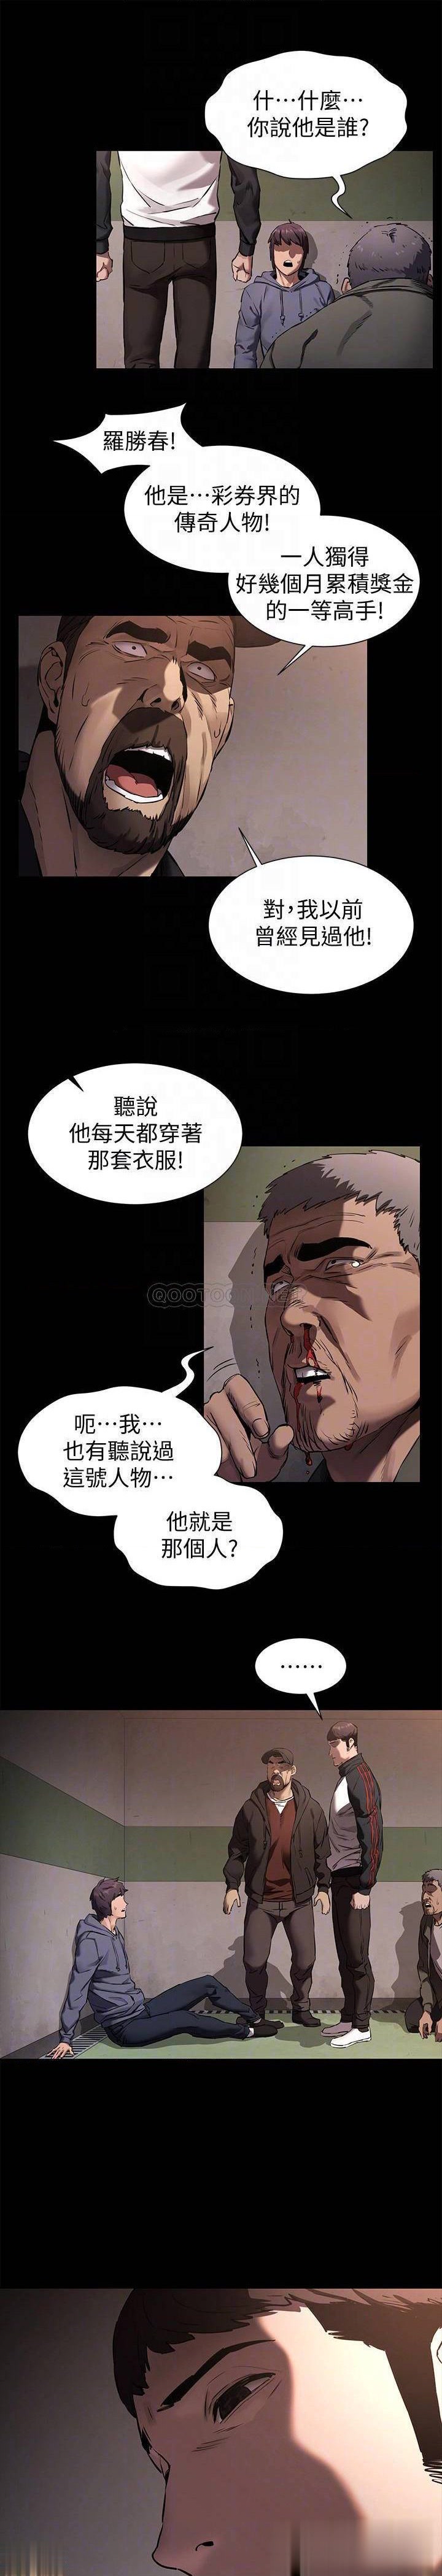 什…什麼…
你說他是誰?
羅勝春!
他是…彩券界的
傳奇人物!
一人獨得
好幾個月累積獎金
的一等高手!
對,我以前
曾經見過他!
聽說
他每天都穿著
那套衣服!
呃…我…
也有聽說過
這號人物…
他就是
那個人?
……